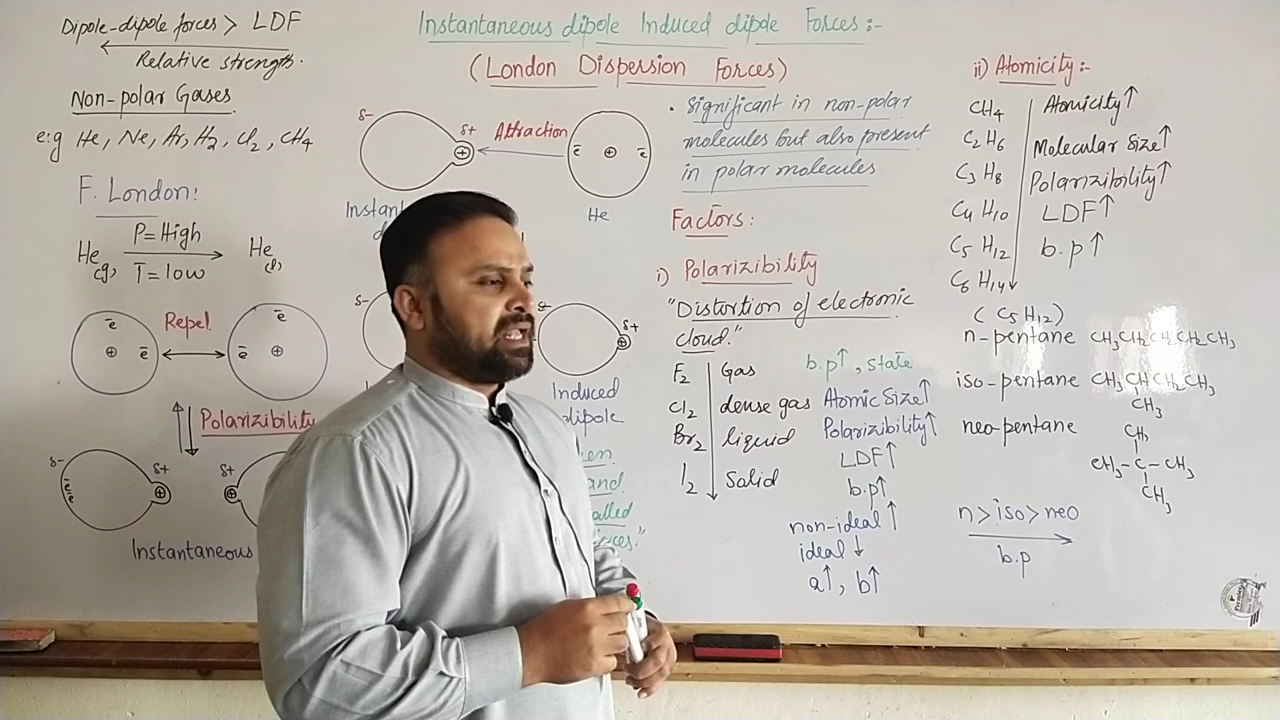 Dipole-dipole forces > LDF
Relative strength.
Non-polar Gases
e:g He, Ne, Ar, H2, Cl2, CH4
F. London:
He(g) P=High T=low He(l)
ē ē
Repel
ē ē
Polarizibility
δ- δ+ δ+
ē ē
Instantaneous
Instantaneous dipole Induced dipole Forces:-
(London Dispersion Forces)
δ- δ+ Attraction ē ē
Instan
He
δ- δ- δ+
Induced
dipole
and
called
• Significant in non-polar
molecules but also present
in polar molecules
Factors:
i) Polarizibility
"Distortion of electronic
cloud."
F2 Gas
Cl2 dense gas
Br2 liquid
I2 Solid
b.p↑, state
Atomic Size↑
Polarizibility↑
LDF↑
b.p↑
non-ideal↑
ideal↓
a↑, b↑
ii) Atomicity:-
CH4
C2H6
C3H8
C4H10
C5H12
C6H14
Atomicity↑
Molecular Size↑
Polarizibility↑
LDF↑
b.p↑
(C5H12)
n-pentane CH3CH2CH2CH2CH3
iso-pentane CH3CHCH2CH3
CH3
neo-pentane
CH3
CH3-C-CH3
CH3
n>iso>neo
b.p